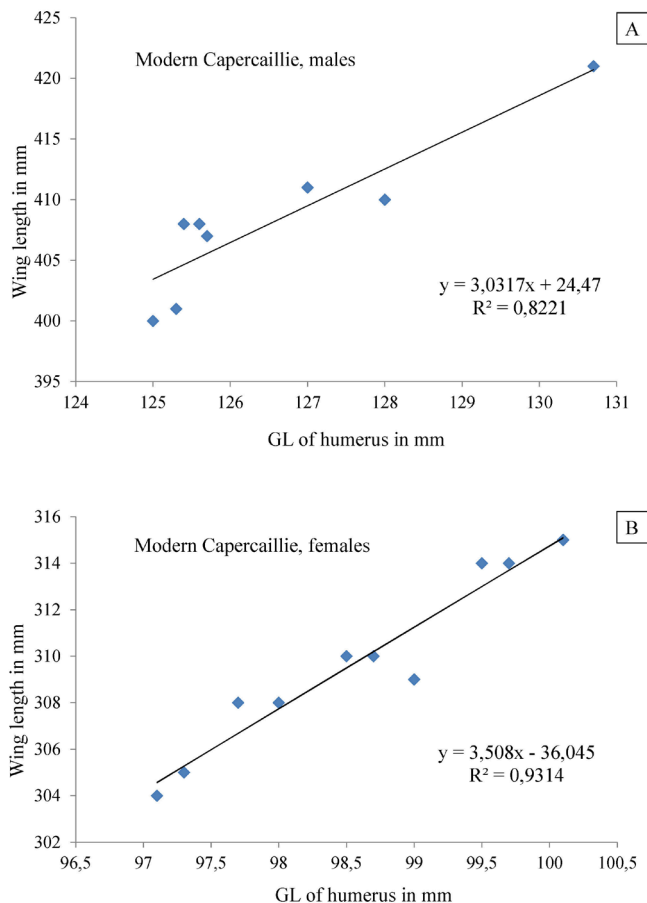 A
Modern Capercaillie, males
Wing length in mm
425
420
415
410
405
400
395
y = 3,0317x + 24,47
R² = 0,8221
124 125 126 127 128 129 130 131
GL of humerus in mm
B
Modern Capercaillie, females
Wing length in mm
316
314
312
310
308
306
304
302
y = 3,508x - 36,045
R² = 0,9314
96,5 97 97,5 98 98,5 99 99,5 100 100,5
GL of humerus in mm